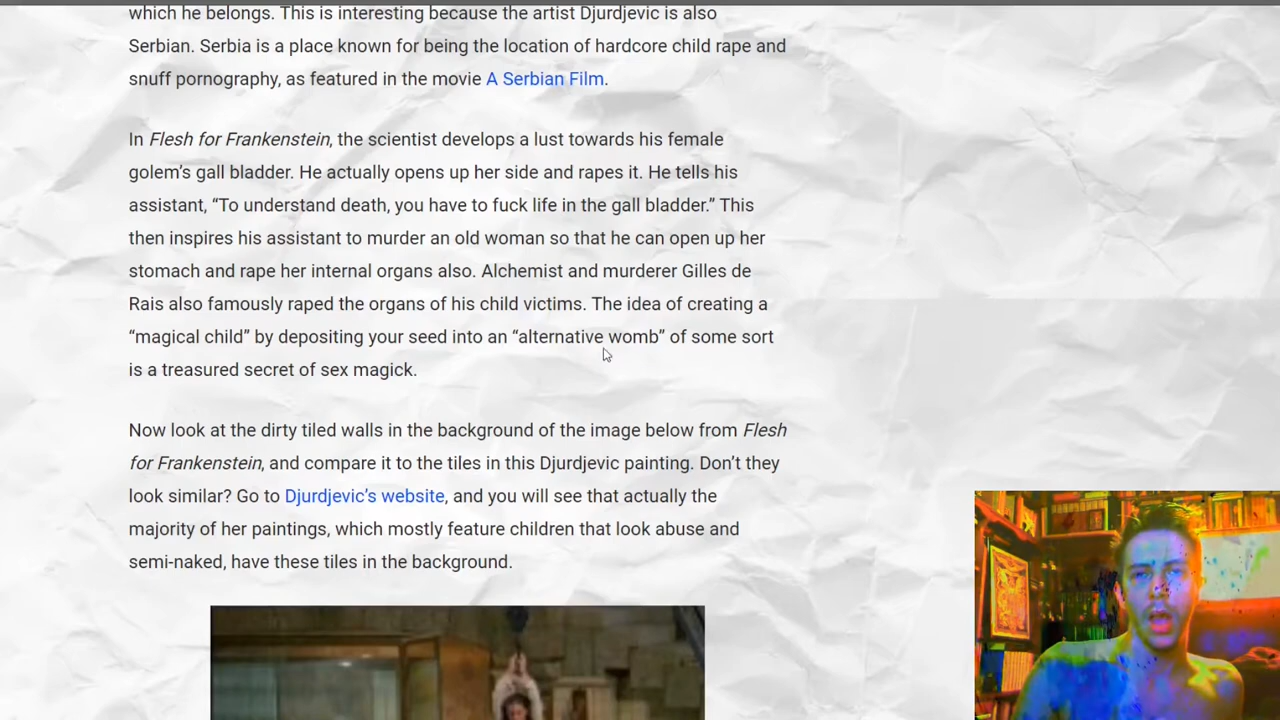 which he belongs. This is interesting because the artist Djurdjevic is also
Serbian. Serbia is a place known for being the location of hardcore child rape and
snuff pornography, as featured in the movie A Serbian Film.
In Flesh for Frankenstein, the scientist develops a lust towards his female
golem’s gall bladder. He actually opens up her side and rapes it. He tells his
assistant, “To understand death, you have to fuck life in the gall bladder.” This
then inspires his assistant to murder an old woman so that he can open up her
stomach and rape her internal organs also. Alchemist and murderer Gilles de
Rais also famously raped the organs of his child victims. The idea of creating a
“magical child” by depositing your seed into an “alternative womb” of some sort
is a treasured secret of sex magick.
Now look at the dirty tiled walls in the background of the image below from Flesh
for Frankenstein, and compare it to the tiles in this Djurdjevic painting. Don’t they
look similar? Go to Djurdjevic’s website, and you will see that actually the
majority of her paintings, which mostly feature children that look abuse and
semi-naked, have these tiles in the background.